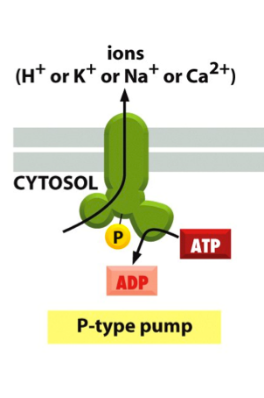 ions
(H⁺ or K⁺ or Na⁺ or Ca²⁺)
CYTOSOL
P
ATP
ADP
P-type pump